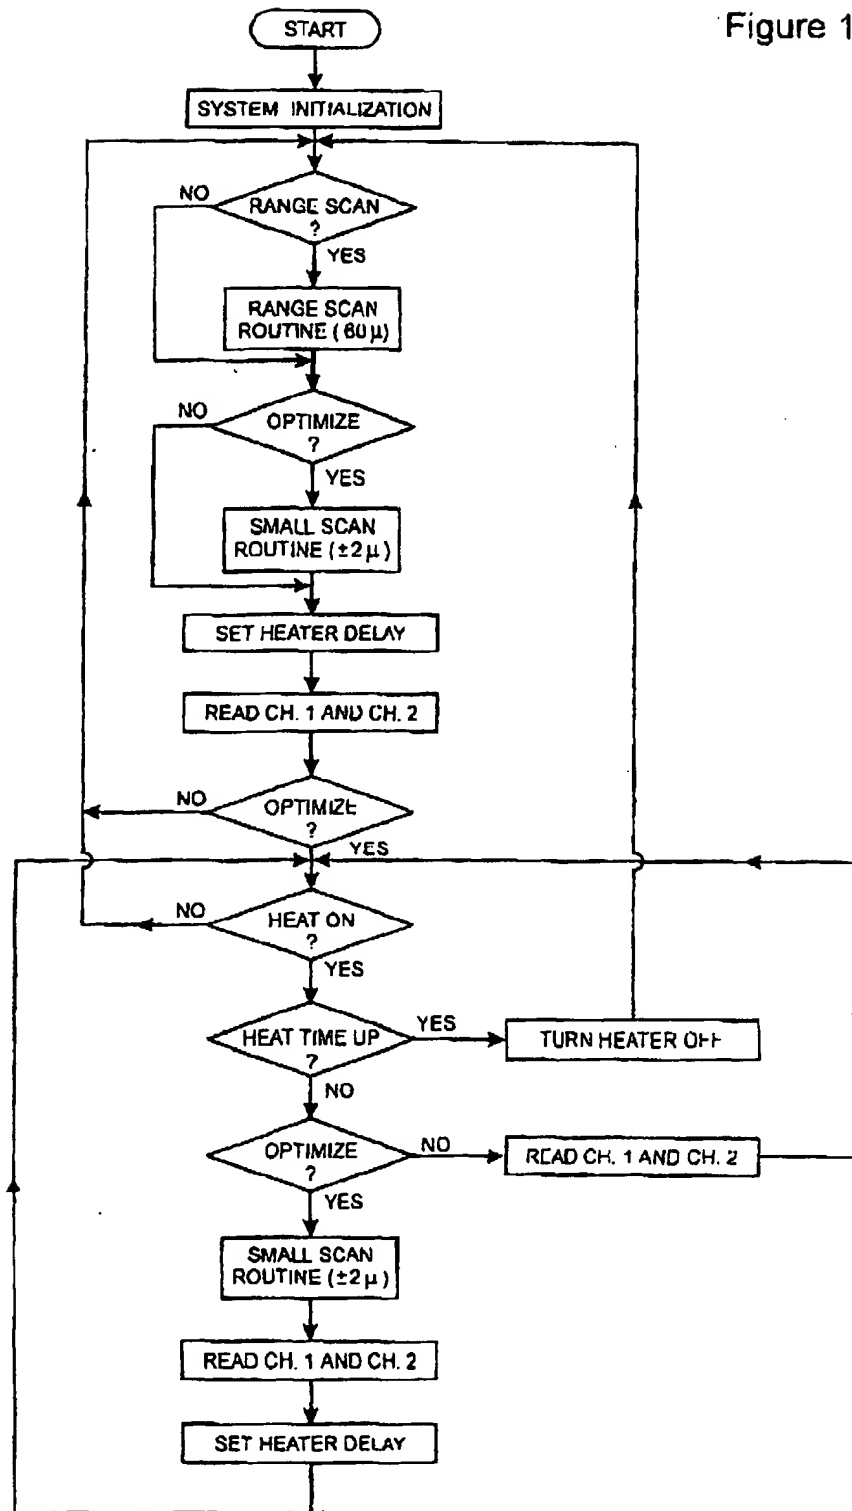 Figure 1
START
SYSTEM INITIALIZATION
NO
RANGE SCAN
?
YES
RANGE SCAN
ROUTINE (60µ)
NO
OPTIMIZE
?
YES
SMALL SCAN
ROUTINE (±2µ)
SET HEATER DELAY
READ CH. 1 AND CH. 2
NO
OPTIMIZE
?
YES
NO
HEAT ON
?
YES
HEAT TIME UP
?
YES
TURN HEATER OFF
NO
OPTIMIZE
?
NO
READ CH. 1 AND CH. 2
YES
SMALL SCAN
ROUTINE (±2µ)
READ CH. 1 AND CH. 2
SET HEATER DELAY